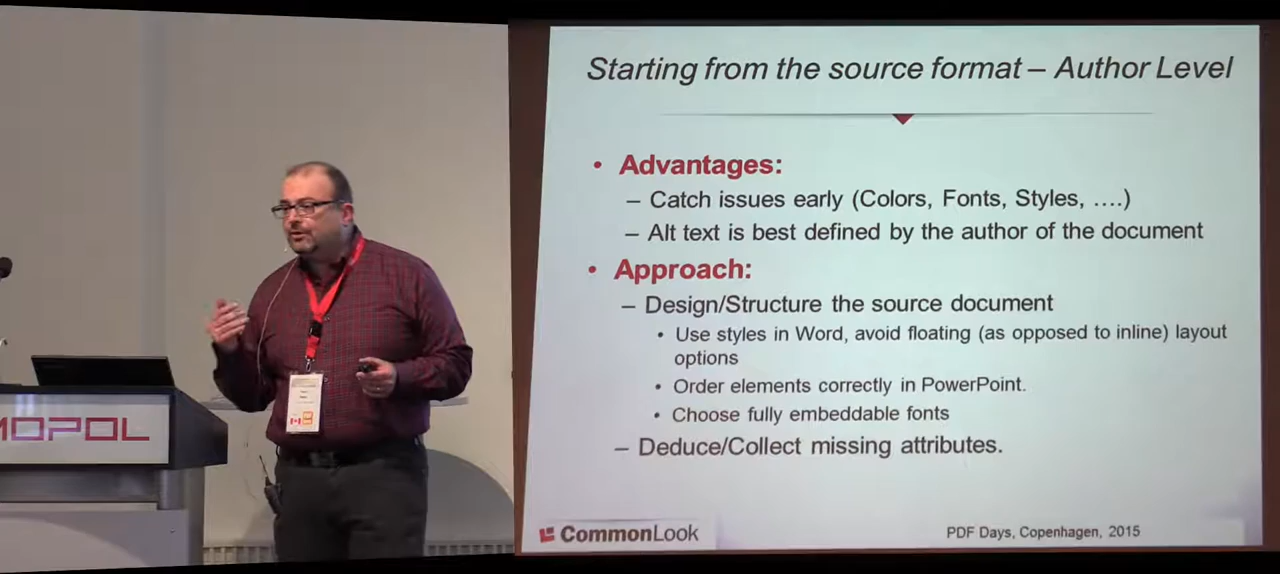 Starting from the source format – Author Level
• Advantages:
– Catch issues early (Colors, Fonts, Styles, ….)
– Alt text is best defined by the author of the document
• Approach:
– Design/Structure the source document
• Use styles in Word, avoid floating (as opposed to inline) layout
options
• Order elements correctly in PowerPoint.
• Choose fully embeddable fonts
– Deduce/Collect missing attributes.
CommonLook
PDF Days, Copenhagen, 2015
MOPOL